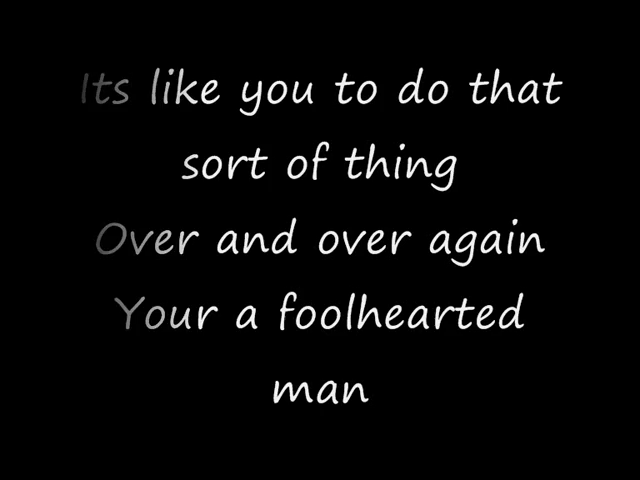 Its like you to do that
sort of thing
Over and over again
Your a foolhearted
man